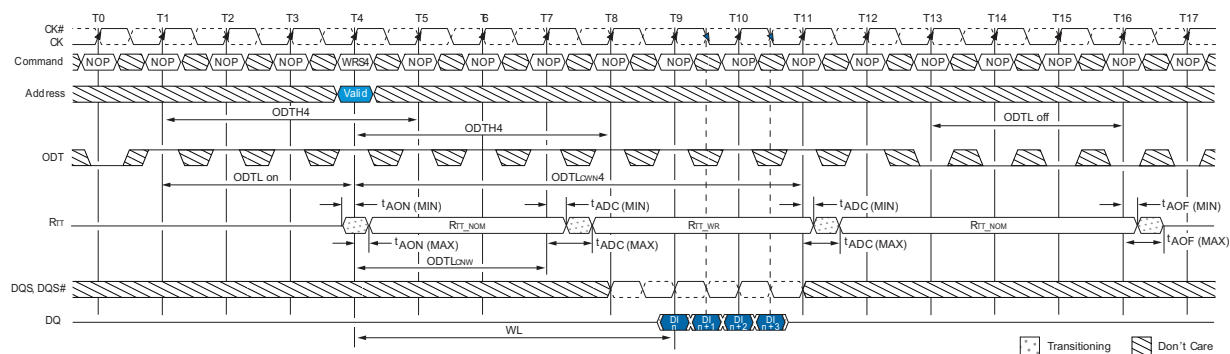 T0 T1 T2 T3 T4 T5 T6 T7 T8 T9 T10 T11 T12 T13 T14 T15 T16 T17
CK#
CK
Command NOP NOP NOP NOP WRS4 NOP NOP NOP NOP NOP NOP NOP NOP NOP NOP NOP NOP NOP
Address Valid
ODTH4
ODTH4 ODTL off
ODT
ODTL on ODTLCWN4
tAON (MIN) tADC (MIN) tADC (MIN) tAOF (MIN)
RTT RTT_NOM RTT_WR RTT_NOM
tAON (MAX) tADC (MAX) tADC (MAX) tAOF (MAX)
ODTLCNW
DQS, DQS#
DQ DI n DI n+1 DI n+2 DI n+3
WL
Transitioning Don't Care